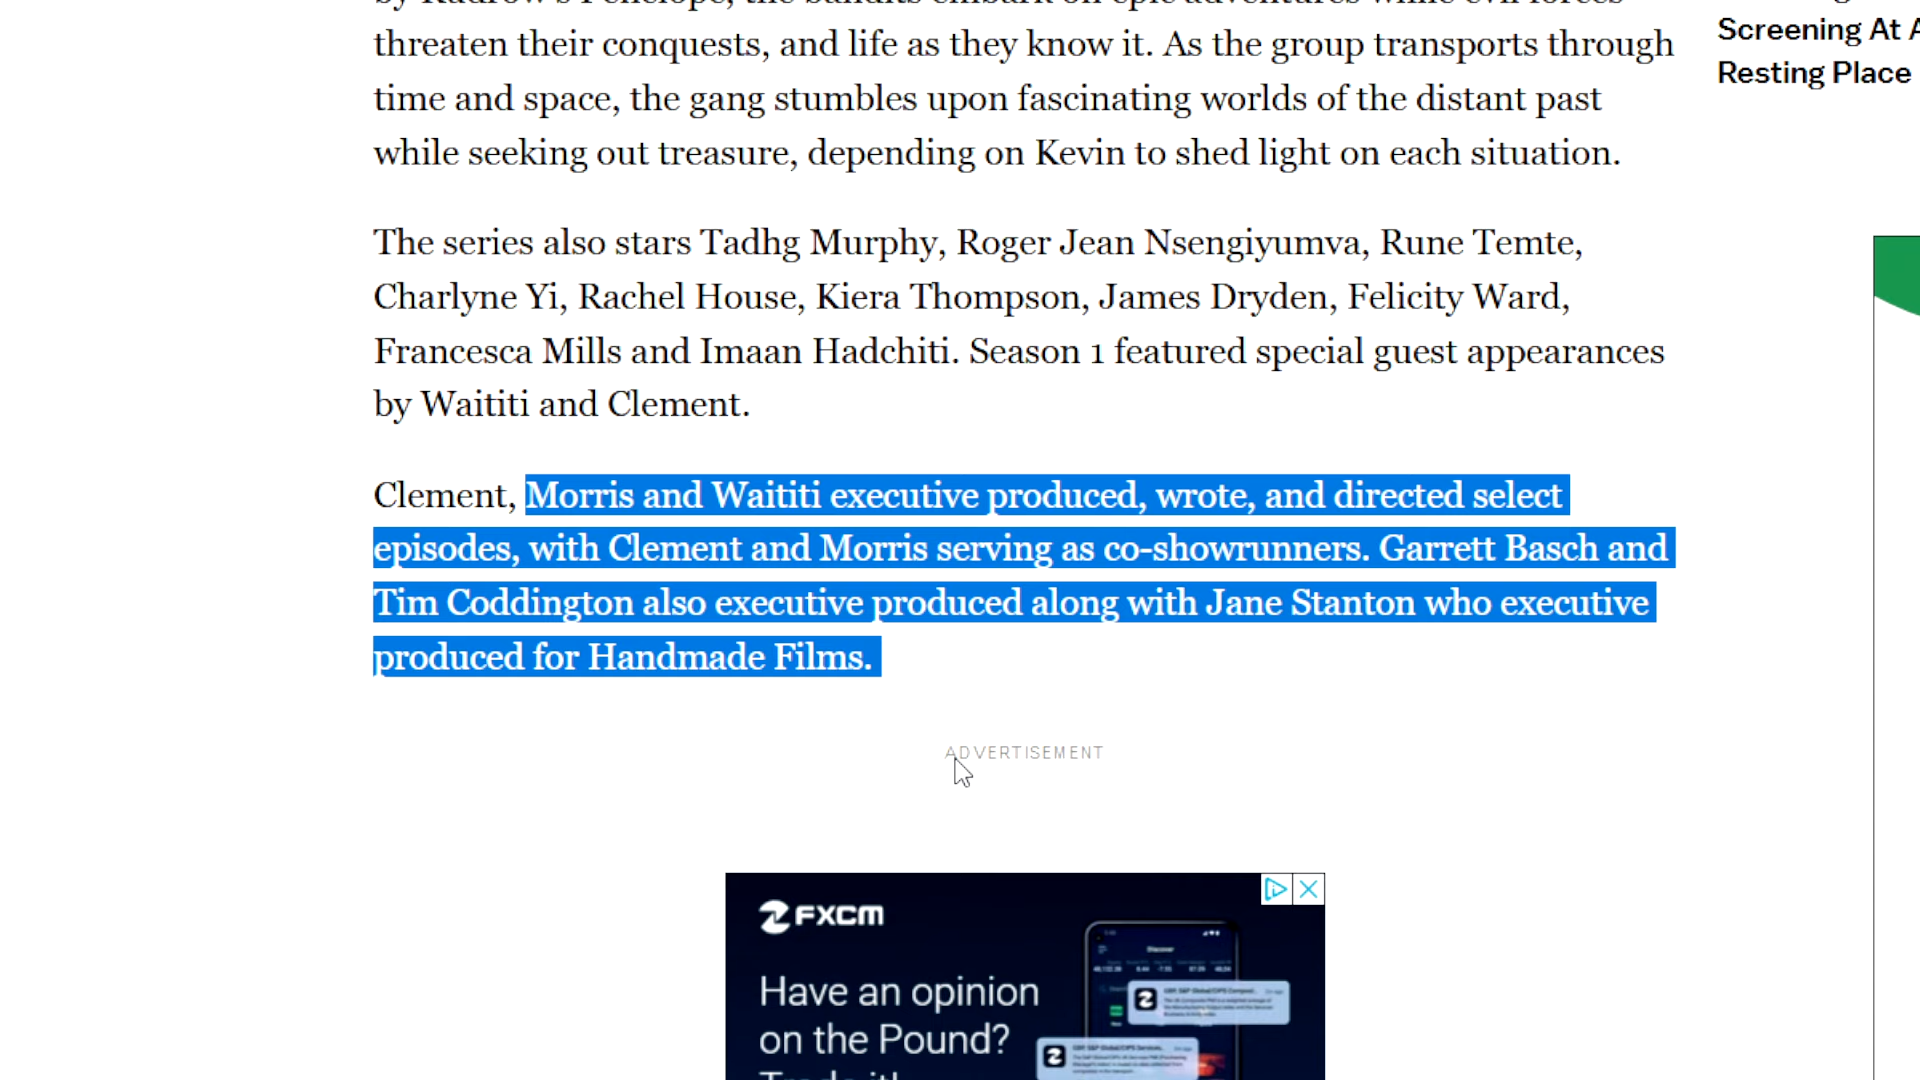 Screening At
Resting Place
threaten their conquests, and life as they know it. As the group transports through
time and space, the gang stumbles upon fascinating worlds of the distant past
while seeking out treasure, depending on Kevin to shed light on each situation.
The series also stars Tadhg Murphy, Roger Jean Nsengiyumva, Rune Temte,
Charlyne Yi, Rachel House, Kiera Thompson, James Dryden, Felicity Ward,
Francesca Mills and Imaan Hadchiti. Season 1 featured special guest appearances
by Waititi and Clement.
Clement, Morris and Waititi executive produced, wrote, and directed select
episodes, with Clement and Morris serving as co-showrunners. Garrett Basch and
Tim Coddington also executive produced along with Jane Stanton who executive
produced for Handmade Films.
ADVERTISEMENT
FXCM
Have an opinion
on the Pound?
Discover